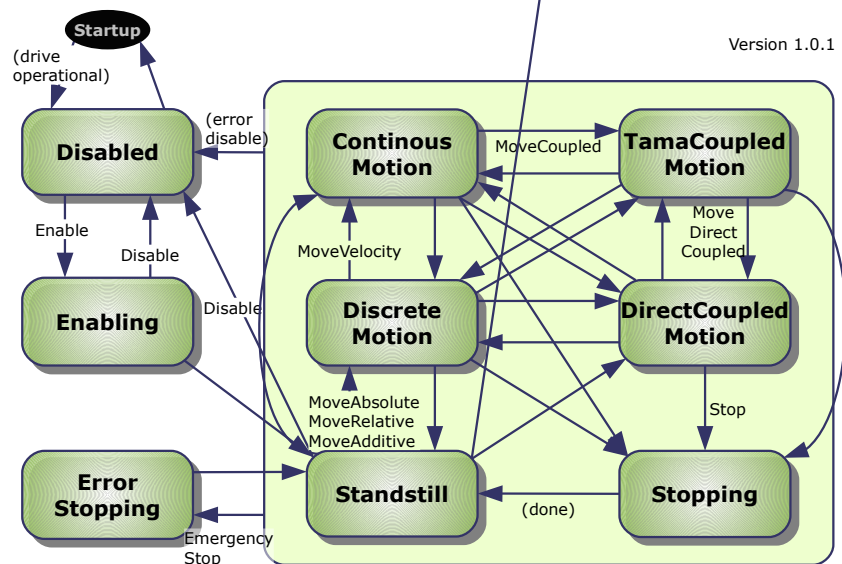 Startup
Version 1.0.1
(drive
operational)
(error
disable)
Disabled
Continous
Motion
MoveCoupled
TamaCoupled
Motion
Enable
Disable
MoveVelocity
Move
Direct
Coupled
Enabling
Disable
Discrete
Motion
DirectCoupled
Motion
MoveAbsolute
MoveRelative
MoveAdditive
Stop
Error
Stopping
Standstill
(done)
Stopping
Emergency
Stop